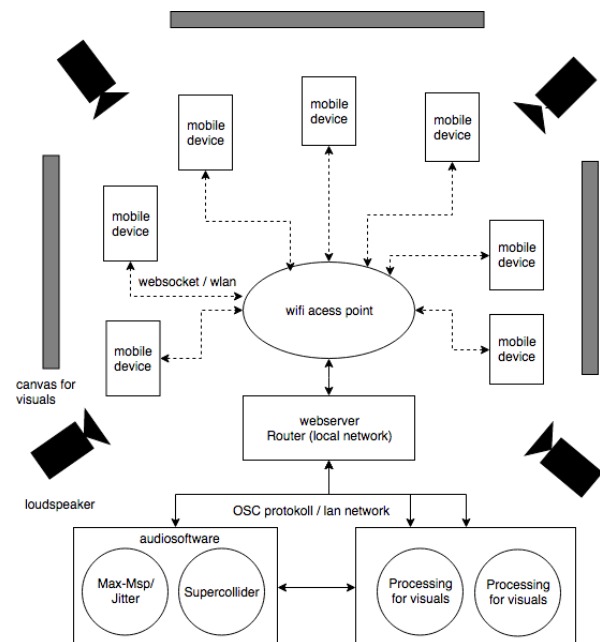 mobile
device
mobile
device
mobile
device
mobile
device
mobile
device
mobile
device
mobile
device
websocket / wlan
wifi acess point
canvas for
visuals
webserver
Router (local network)
loudspeaker
OSC protokoll / lan network
audiosoftware
Max-Msp/
Jitter
Supercollider
Processing
for visuals
Processing
for visuals